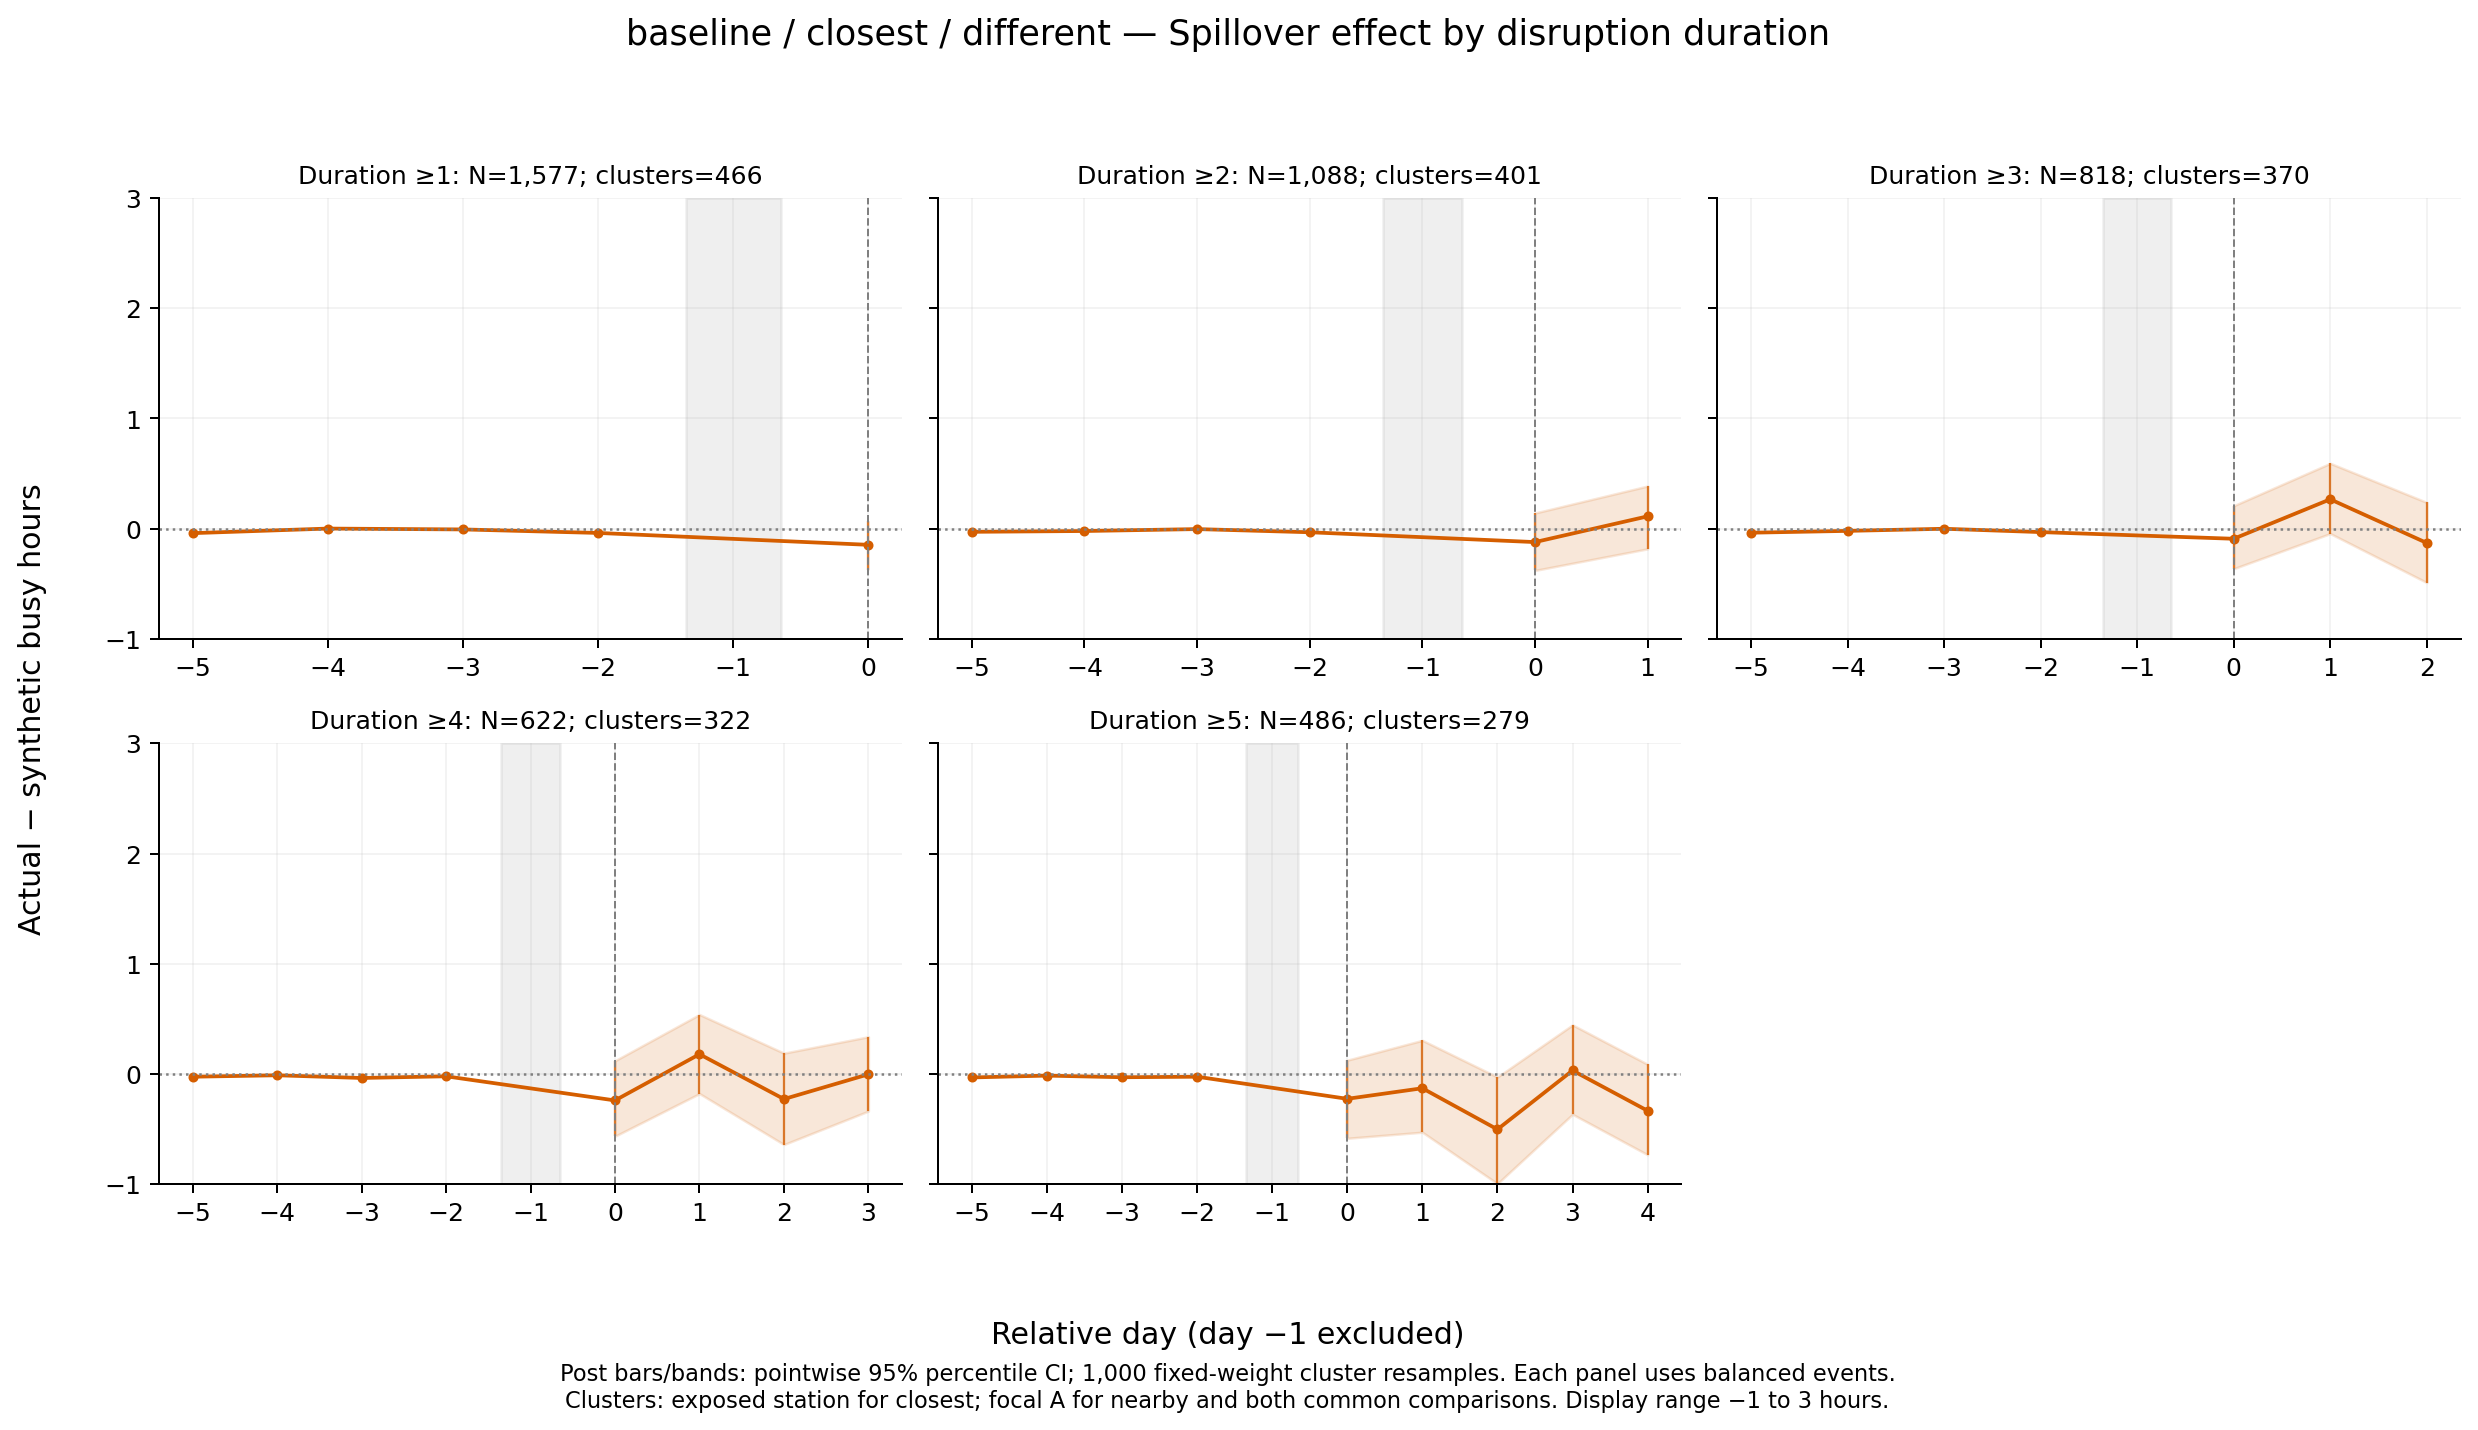 baseline / closest / different — Spillover effect by disruption duration
Duration ≥1: N=1,577; clusters=466
Duration ≥2: N=1,088; clusters=401
Duration ≥3: N=818; clusters=370
3
2
1
0
−1
−5 −4 −3 −2 −1 0
−5 −4 −3 −2 −1 0 1
−5 −4 −3 −2 −1 0 1 2
Actual − synthetic busy hours
Duration ≥4: N=622; clusters=322
Duration ≥5: N=486; clusters=279
3
2
1
0
−1
−5 −4 −3 −2 −1 0 1 2 3
−5 −4 −3 −2 −1 0 1 2 3 4
Relative day (day −1 excluded)
Post bars/bands: pointwise 95% percentile CI; 1,000 fixed-weight cluster resamples. Each panel uses balanced events.
Clusters: exposed station for closest; focal A for nearby and both common comparisons. Display range −1 to 3 hours.